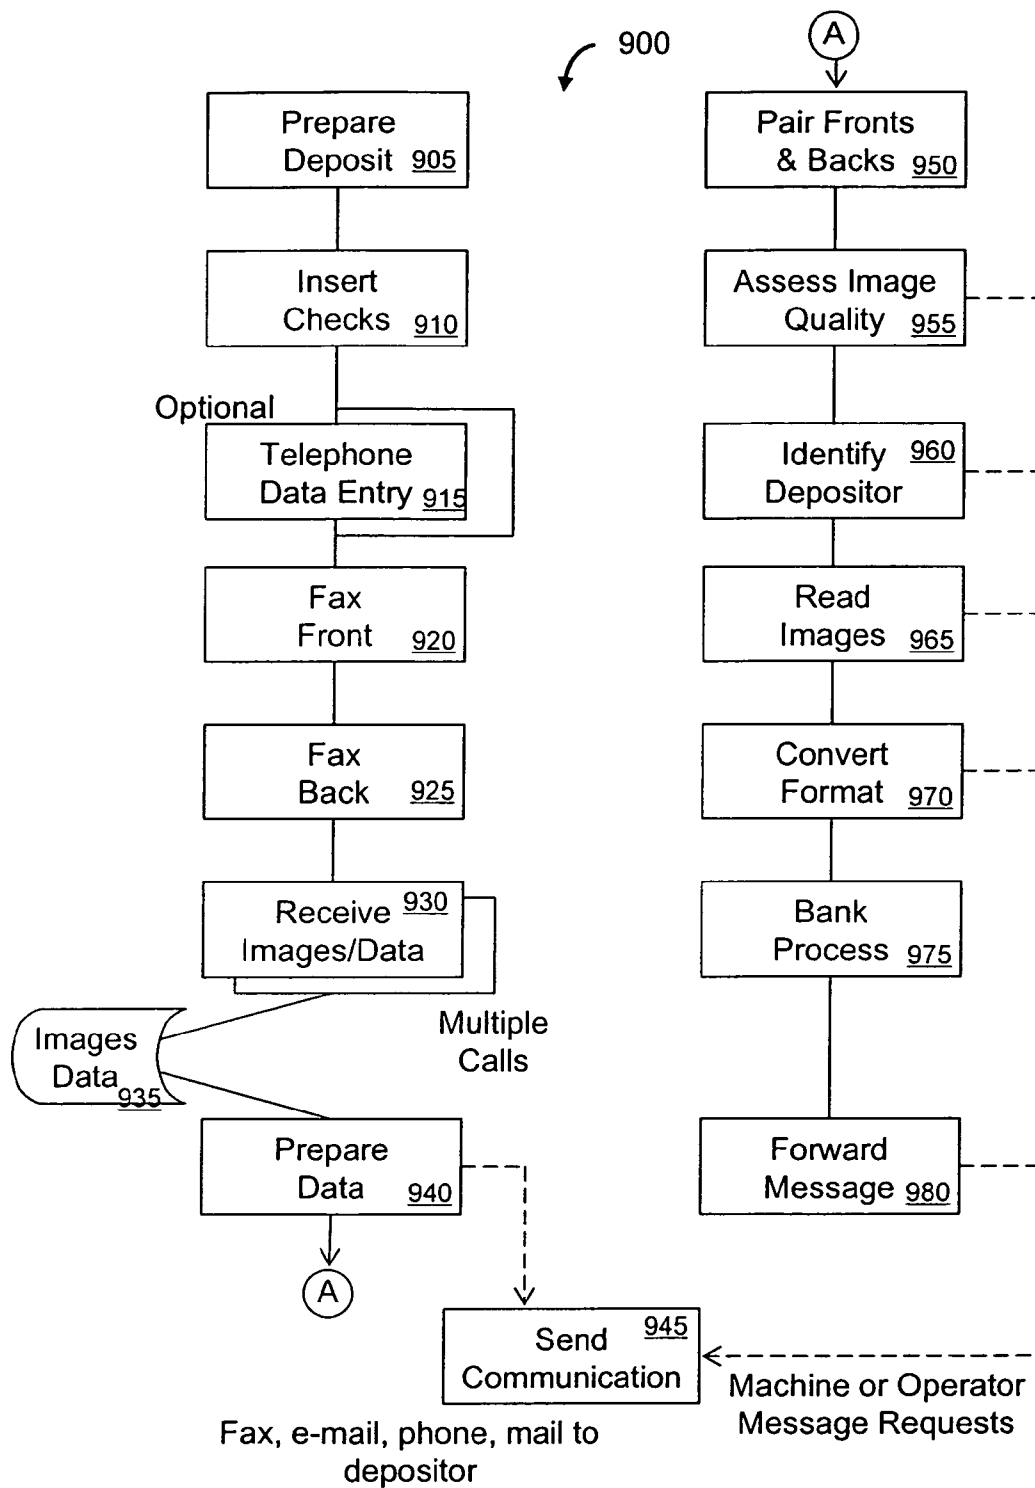 900
Prepare
Deposit 905
Insert
Checks 910
Optional
Telephone
Data Entry 915
Fax
Front 920
Fax
Back 925
930
Receive
Images/Data
Multiple
Calls
Images
Data
935
Prepare
Data 940
A
945
Send
Communication
Fax, e-mail, phone, mail to
depositor
A
Pair Fronts
& Backs 950
Assess Image
Quality 955
960
Identify
Depositor
Read
Images 965
Convert
Format 970
Bank
Process 975
Forward
Message 980
Machine or Operator
Message Requests